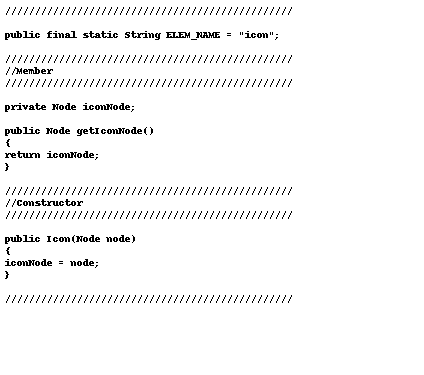 ////////////////////////////////////////////////
public final static String ELEM_NAME = "icon";
////////////////////////////////////////////////
//Member
////////////////////////////////////////////////
private Node iconNode;
public Node getIconNode()
{
return iconNode;
}
////////////////////////////////////////////////
//Constructor
////////////////////////////////////////////////
public Icon(Node node)
{
iconNode = node;
}
////////////////////////////////////////////////